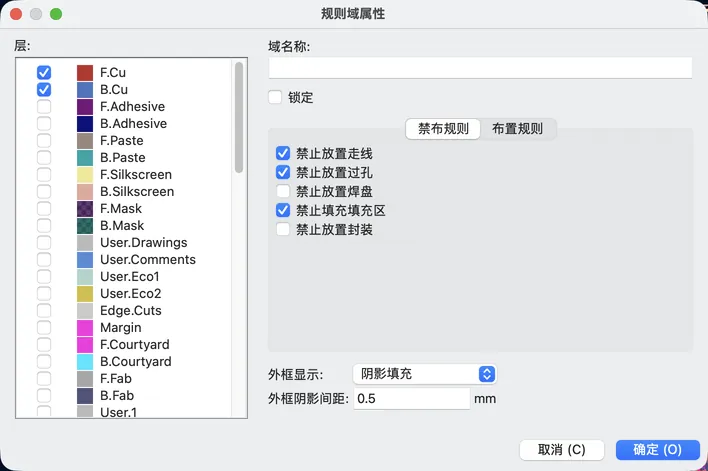 规则域属性
层:
F.Cu
B.Cu
F.Adhesive
B.Adhesive
F.Paste
B.Paste
F.Silkscreen
B.Silkscreen
F.Mask
B.Mask
User.Drawings
User.Comments
User.Eco1
User.Eco2
Edge.Cuts
Margin
F.Courtyard
B.Courtyard
F.Fab
B.Fab
User.1
域名称:
锁定
禁布规则 布置规则
禁止放置走线
禁止放置过孔
禁止放置焊盘
禁止填充填充区
禁止放置封装
外框显示: 阴影填充
外框阴影间距: 0.5 mm
取消 (C) 确定 (O)